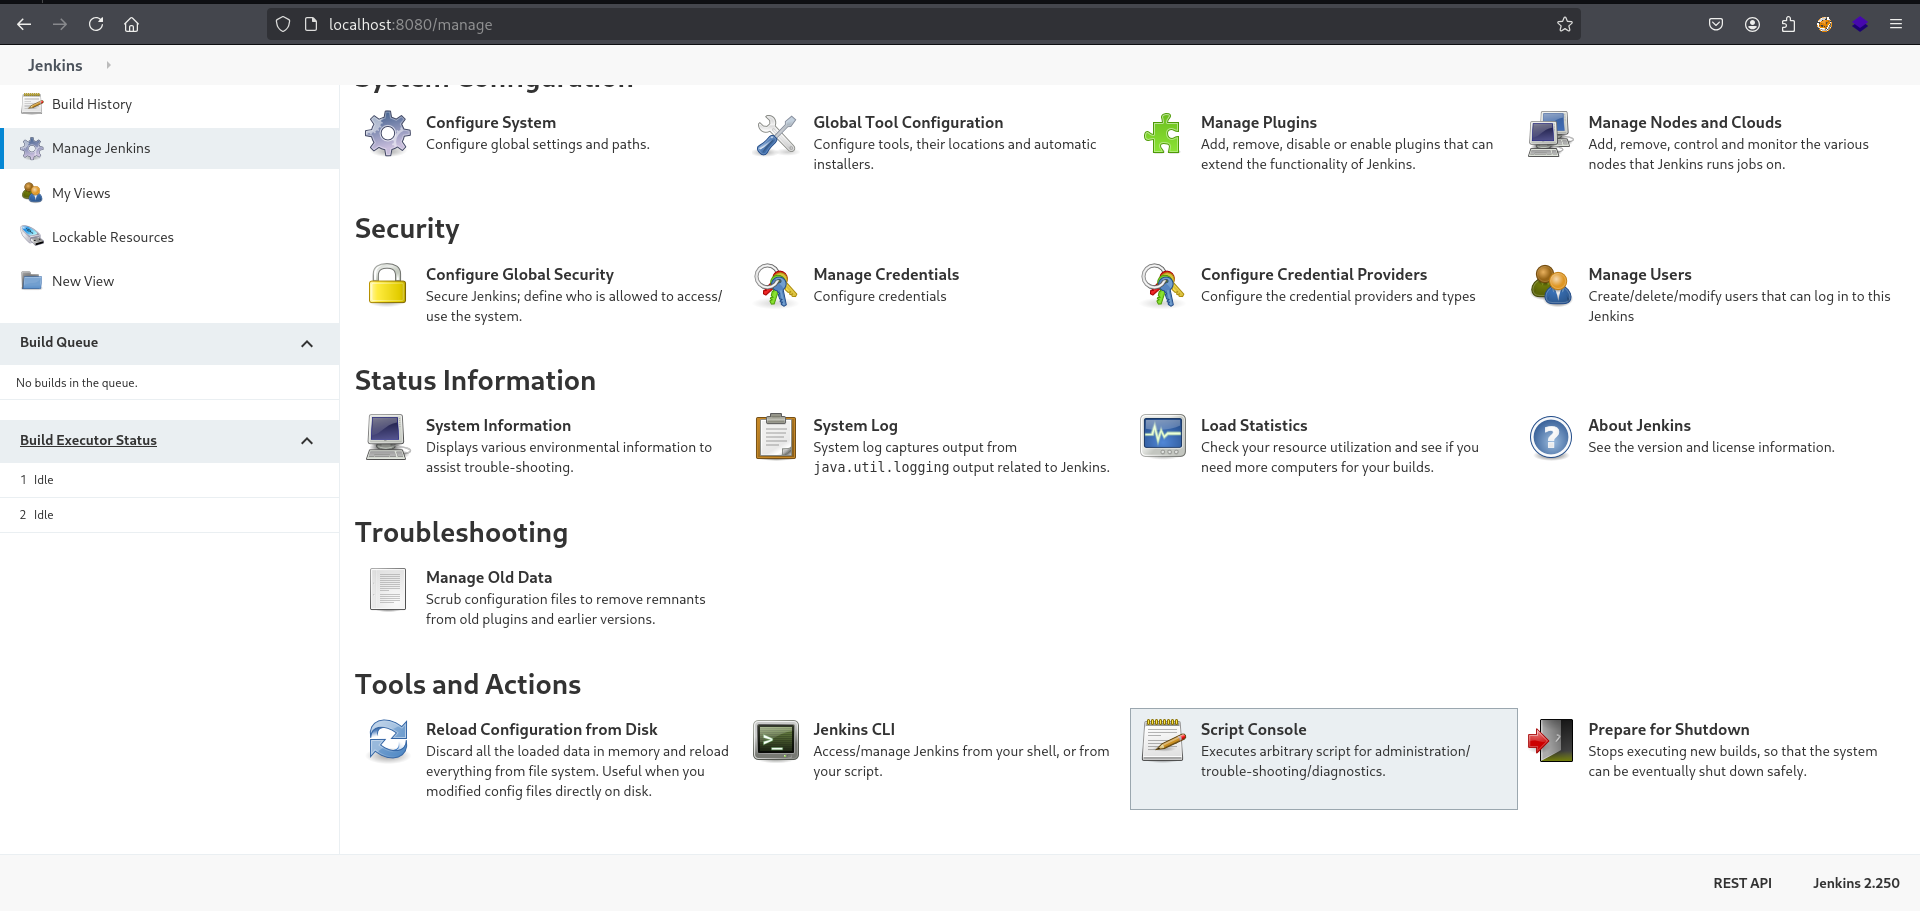 localhost:8080/manage
Jenkins
Build History
Manage Jenkins
My Views
Lockable Resources
New View
Build Queue
No builds in the queue.
Build Executor Status
1 Idle
2 Idle
System Configuration
Configure System
Configure global settings and paths.
Global Tool Configuration
Configure tools, their locations and automatic
installers.
Manage Plugins
Add, remove, disable or enable plugins that can
extend the functionality of Jenkins.
Manage Nodes and Clouds
Add, remove, control and monitor the various
nodes that Jenkins runs jobs on.
Security
Configure Global Security
Secure Jenkins; define who is allowed to access/
use the system.
Manage Credentials
Configure credentials
Configure Credential Providers
Configure the credential providers and types
Manage Users
Create/delete/modify users that can log in to this
Jenkins
Status Information
System Information
Displays various environmental information to
assist trouble-shooting.
System Log
System log captures output from
java.util.logging output related to Jenkins.
Load Statistics
Check your resource utilization and see if you
need more computers for your builds.
About Jenkins
See the version and license information.
Troubleshooting
Manage Old Data
Scrub configuration files to remove remnants
from old plugins and earlier versions.
Tools and Actions
Reload Configuration from Disk
Discard all the loaded data in memory and reload
everything from file system. Useful when you
modified config files directly on disk.
Jenkins CLI
Access/manage Jenkins from your shell, or from
your script.
Script Console
Executes arbitrary script for administration/
trouble-shooting/diagnostics.
Prepare for Shutdown
Stops executing new builds, so that the system
can be eventually shut down safely.
REST API
Jenkins 2.250